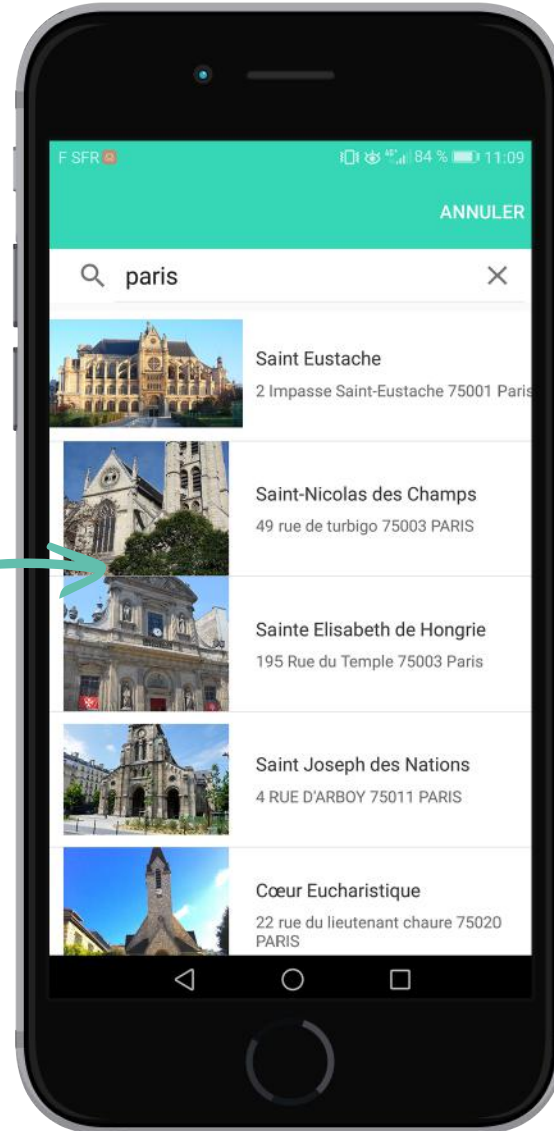 F SFR 84 % 11:09
ANNULER
paris
Saint Eustache
2 Impasse Saint-Eustache 75001 Paris
Saint-Nicolas des Champs
49 rue de turbigo 75003 PARIS
Sainte Elisabeth de Hongrie
195 Rue du Temple 75003 Paris
Saint Joseph des Nations
4 RUE D'ARBOY 75011 PARIS
Cœur Eucharistique
22 rue du lieutenant chaure 75020
PARIS